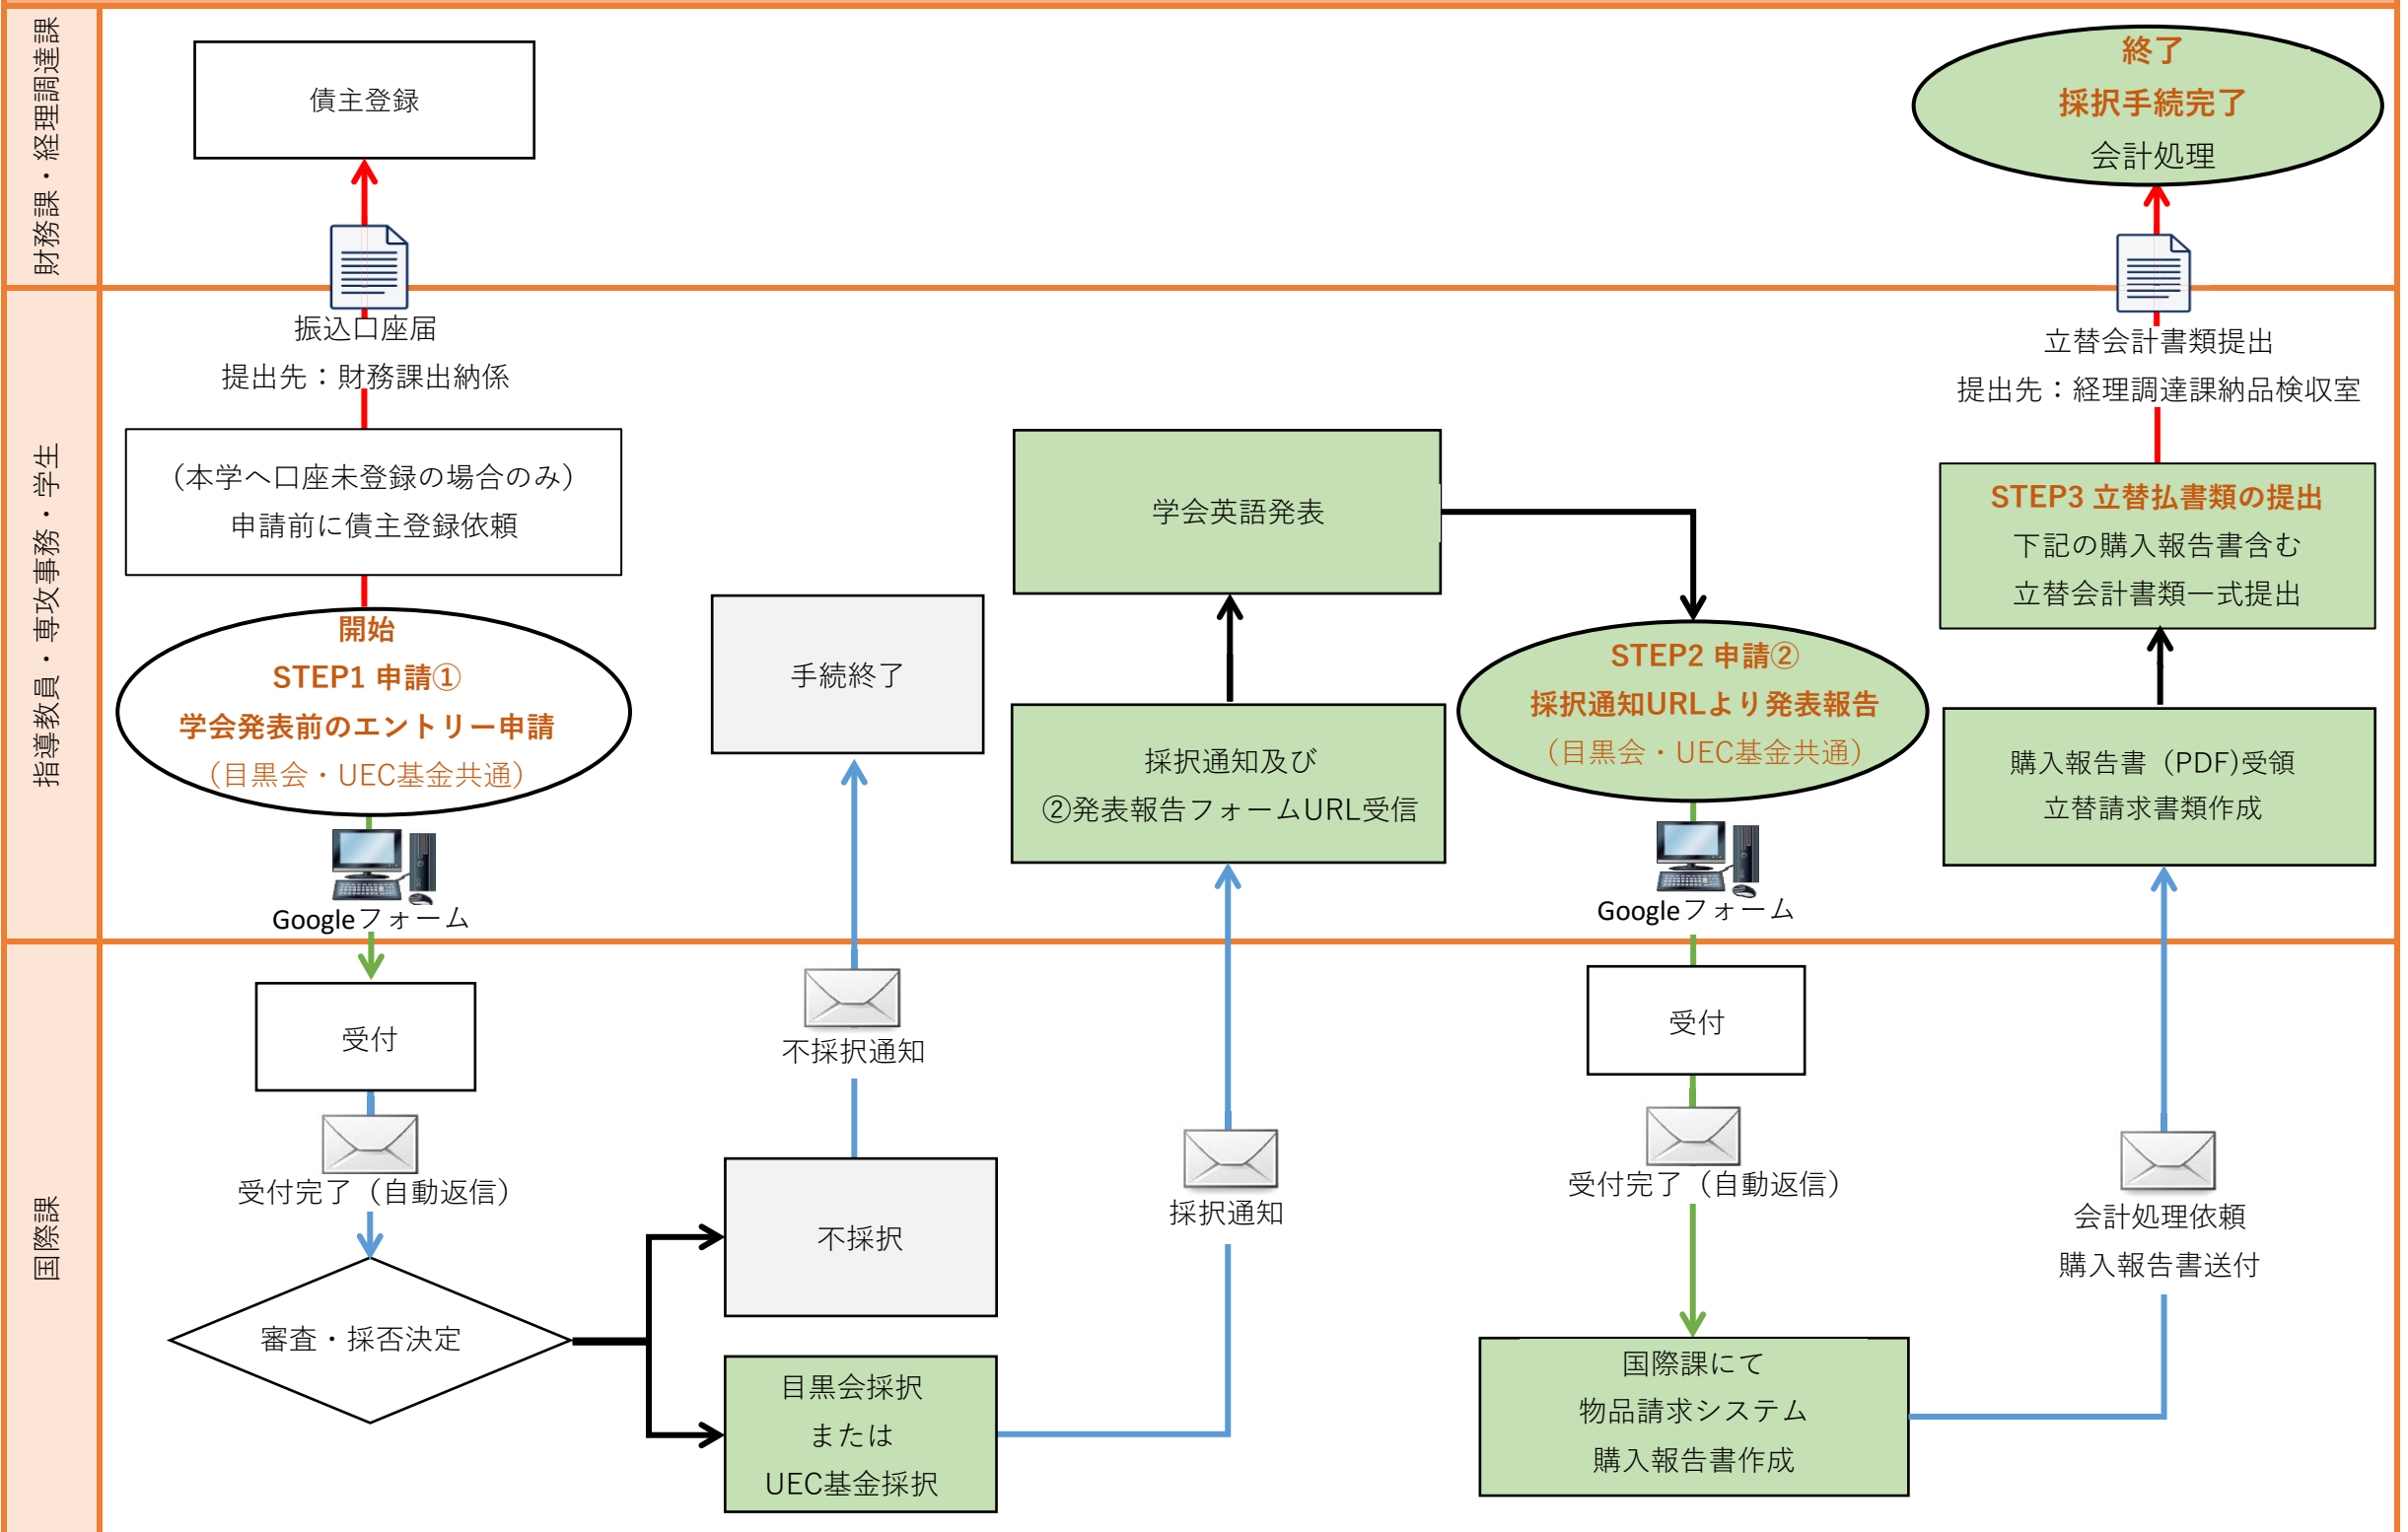 財務課・経理調達課
債主登録
終了
採択手続完了
会計処理
指導教員・専攻事務・学生
振込口座届
提出先：財務課出納係
（本学へ口座未登録の場合のみ）
申請前に債主登録依頼
開始
STEP1 申請①
学会発表前のエントリー申請
（目黒会・UEC基金共通）
Googleフォーム
手続終了
学会英語発表
採択通知及び
②発表報告フォームURL受信
STEP2 申請②
採択通知URLより発表報告
（目黒会・UEC基金共通）
Googleフォーム
立替会計書類提出
提出先：経理調達課納品検収室
STEP3 立替払書類の提出
下記の購入報告書含む
立替会計書類一式提出
購入報告書（PDF)受領
立替請求書類作成
国際課
受付
受付完了（自動返信）
審査・採否決定
不採択通知
不採択
目黒会採択
または
UEC基金採択
採択通知
受付
受付完了（自動返信）
国際課にて
物品請求システム
購入報告書作成
会計処理依頼
購入報告書送付